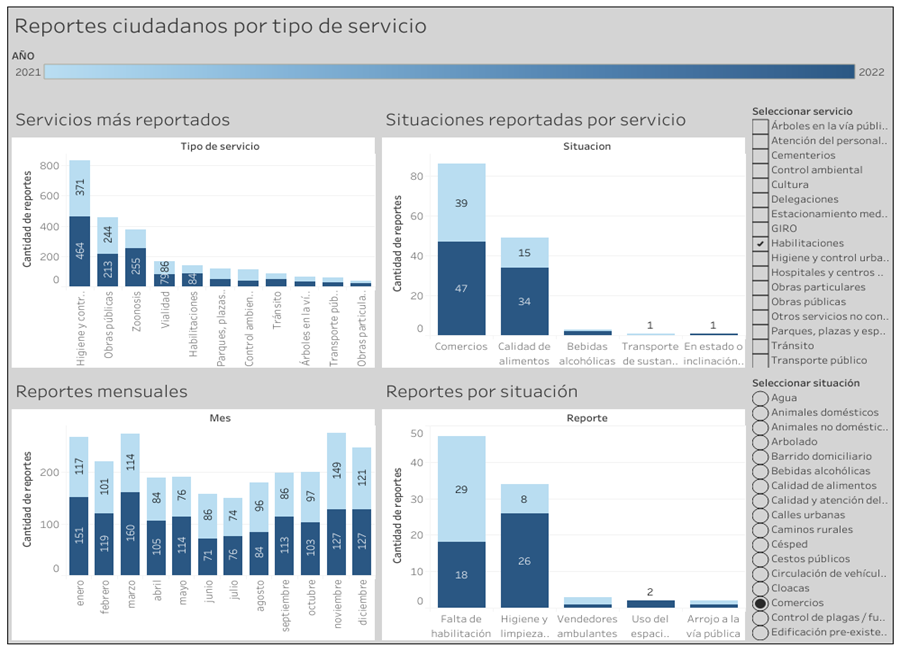 Reportes ciudadanos por tipo de servicio
AÑO
2021
2022
Servicios más reportados
Tipo de servicio
Cantidad de reportes
800
600
400
200
0
371
464
244
213
255
86
79
84
Higiene y contr..
Obras públicas
Zoonosis
Vialidad
Habilitaciones
Parques, plazas..
Control ambien..
Tránsito
Árboles en la ví..
Transporte púb..
Obras particula..
Situaciones reportadas por servicio
Situacion
Cantidad de reportes
80
60
40
20
0
39
47
15
34
1
1
Comercios
Calidad de
alimentos
Bebidas
alcohólicas
Transporte
de sustan..
En estado o
inclinación..
Seleccionar servicio
Árboles en la vía públi..
Atención del personal..
Cementerios
Control ambiental
Cultura
Delegaciones
Estacionamiento med..
GIRO
Habilitaciones
Higiene y control urba..
Hospitales y centros ..
Obras particulares
Obras públicas
Otros servicios no con..
Parques, plazas y esp..
Tránsito
Transporte público
Reportes mensuales
Mes
Cantidad de reportes
200
100
0
117
151
101
119
114
160
84
105
76
114
86
71
74
76
96
84
86
113
97
103
149
127
121
127
enero
febrero
marzo
abril
mayo
junio
julio
agosto
septiembre
octubre
noviembre
diciembre
Reportes por situación
Reporte
Cantidad de reportes
50
40
30
20
10
0
29
18
8
26
2
Falta de
habilitación
Higiene y
limpieza..
Vendedores
ambulantes
Uso del
espaci..
Arrojo a la
vía pública
Seleccionar situación
Agua
Animales domésticos
Animales no doméstic..
Arbolado
Barrido domiciliario
Bebidas alcohólicas
Calidad de alimentos
Calidad y atención del..
Calles urbanas
Caminos rurales
Césped
Cestos públicos
Circulación de vehícul..
Cloacas
Comercios
Control de plagas / fu..
Edificación pre-existe..